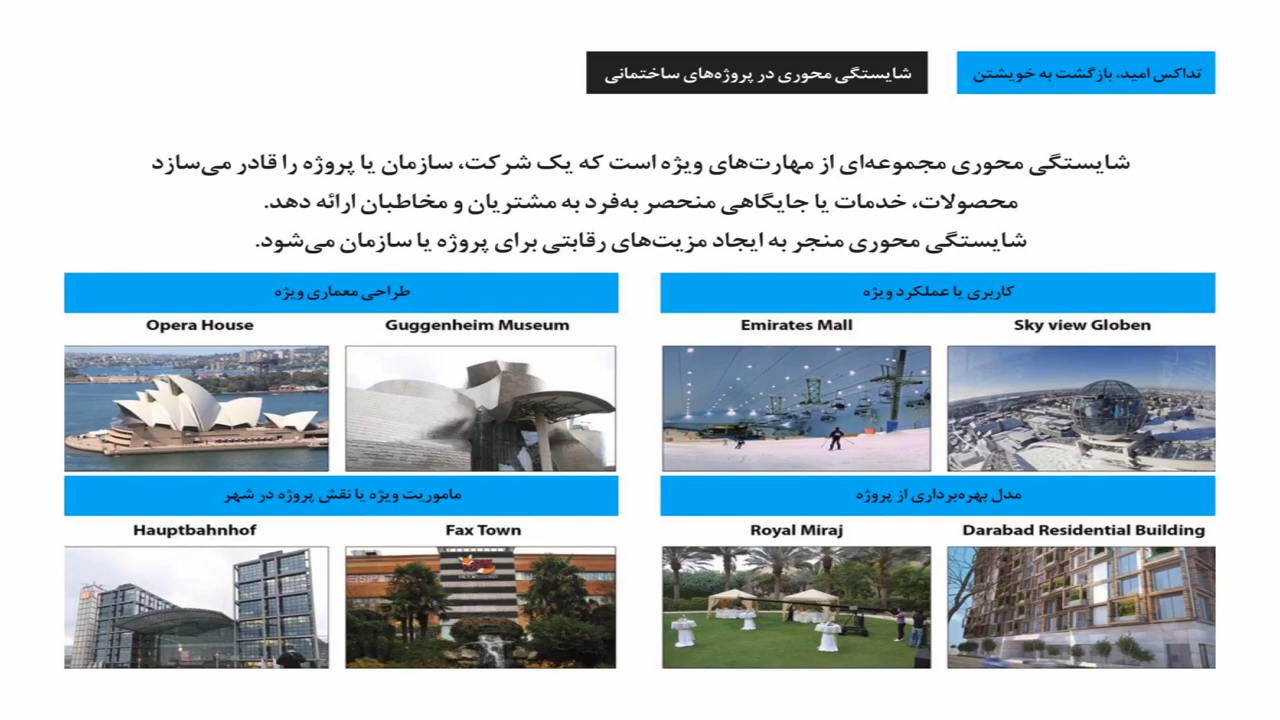 تداکس امید، بازگشت به خویشتن
شایستگی محوری در پروژه‌های ساختمانی
شایستگی محوری مجموعه‌ای از مهارت‌های ویژه است که یک شرکت، سازمان یا پروژه را قادر می‌سازد
محصولات، خدمات یا جایگاهی منحصر به‌فرد به مشتریان و مخاطبان ارائه دهد.
شایستگی محوری منجر به ایجاد مزیت‌های رقابتی برای پروژه یا سازمان می‌شود.
کاربری یا عملکرد ویژه
Sky view Globen
Emirates Mall
طراحی معماری ویژه
Guggenheim Museum
Opera House
مدل بهره‌برداری از پروژه
Darabad Residential Building
Royal Miraj
ماموریت ویژه یا نقش پروژه در شهر
Fax Town
Hauptbahnhof